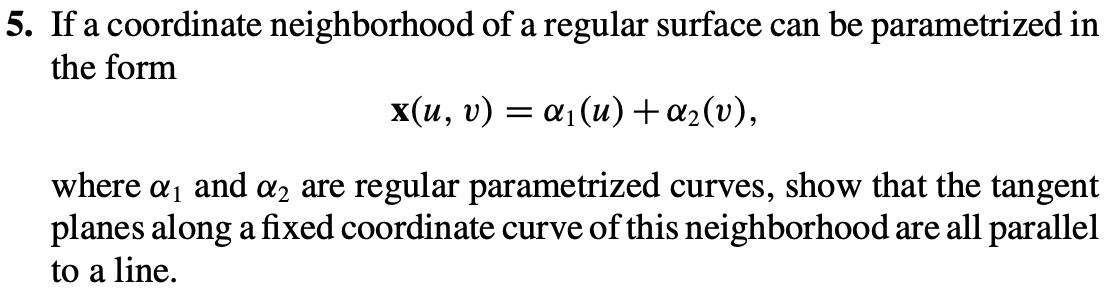 5. If a coordinate neighborhood of a regular surface can be parametrized in
the form
x(u, v) = α₁(u) + α₂(v),
where α₁ and α₂ are regular parametrized curves, show that the tangent
planes along a fixed coordinate curve of this neighborhood are all parallel
to a line.